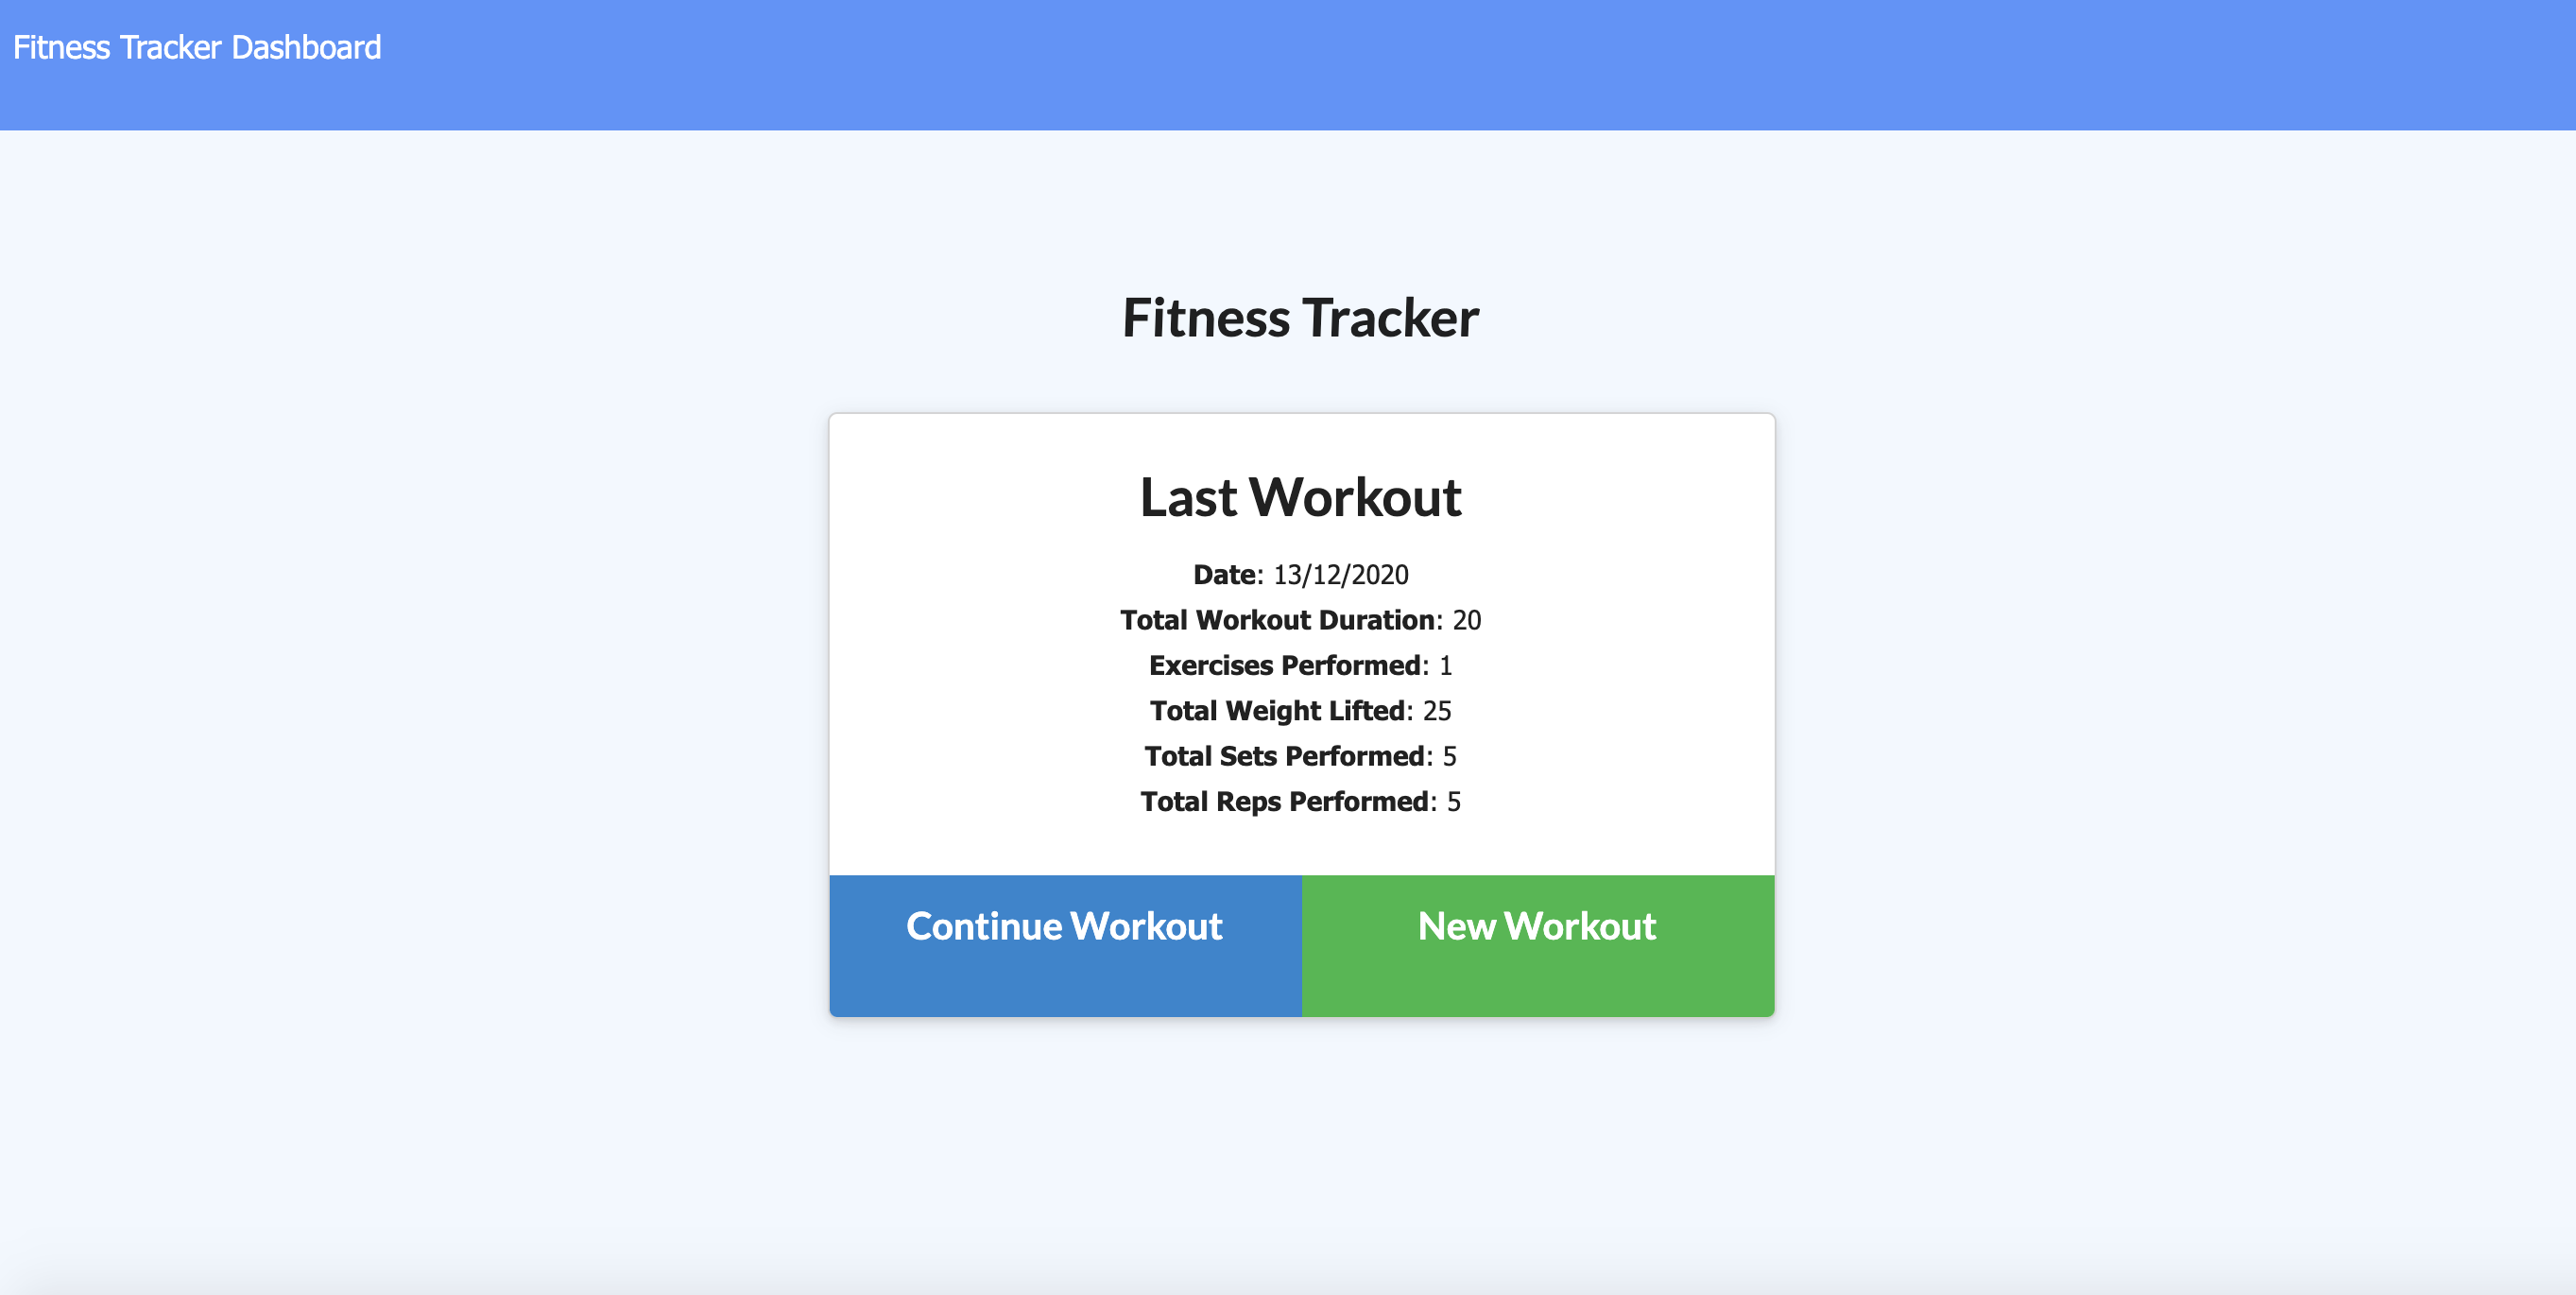 Fitness Tracker Dashboard
Fitness Tracker
Last Workout
Date: 13/12/2020
Total Workout Duration: 20
Exercises Performed: 1
Total Weight Lifted: 25
Total Sets Performed: 5
Total Reps Performed: 5
Continue Workout
New Workout